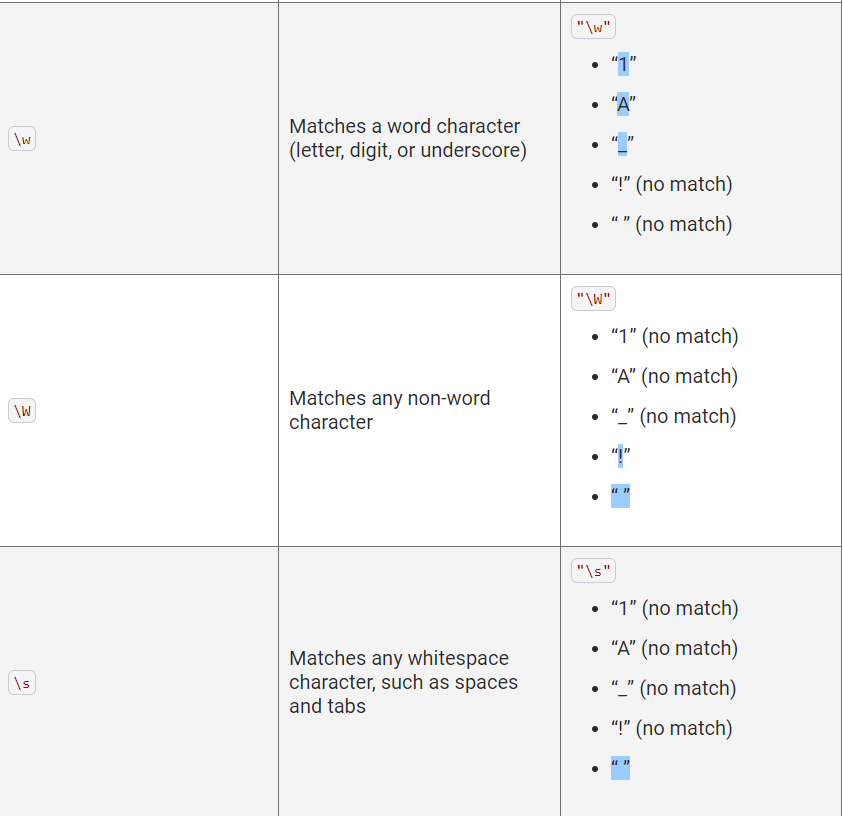 \w
Matches a word character
(letter, digit, or underscore)
"\w"
• “1”
• “A”
• “_”
• “!” (no match)
• “ ” (no match)
\W
Matches any non-word
character
"\W"
• “1” (no match)
• “A” (no match)
• “_” (no match)
• “!”
• “ ”
\s
Matches any whitespace
character, such as spaces
and tabs
"\s"
• “1” (no match)
• “A” (no match)
• “_” (no match)
• “!” (no match)
• “ ”